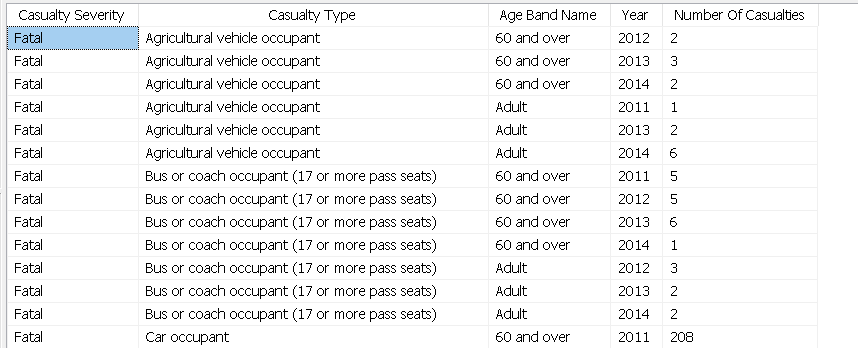 Casualty Severity Casualty Type Age Band Name Year Number Of Casualties
Fatal Agricultural vehicle occupant 60 and over 2012 2
Fatal Agricultural vehicle occupant 60 and over 2013 3
Fatal Agricultural vehicle occupant 60 and over 2014 2
Fatal Agricultural vehicle occupant Adult 2011 1
Fatal Agricultural vehicle occupant Adult 2013 2
Fatal Agricultural vehicle occupant Adult 2014 6
Fatal Bus or coach occupant (17 or more pass seats) 60 and over 2011 5
Fatal Bus or coach occupant (17 or more pass seats) 60 and over 2012 5
Fatal Bus or coach occupant (17 or more pass seats) 60 and over 2013 6
Fatal Bus or coach occupant (17 or more pass seats) 60 and over 2014 1
Fatal Bus or coach occupant (17 or more pass seats) Adult 2012 3
Fatal Bus or coach occupant (17 or more pass seats) Adult 2013 2
Fatal Bus or coach occupant (17 or more pass seats) Adult 2014 2
Fatal Car occupant 60 and over 2011 208